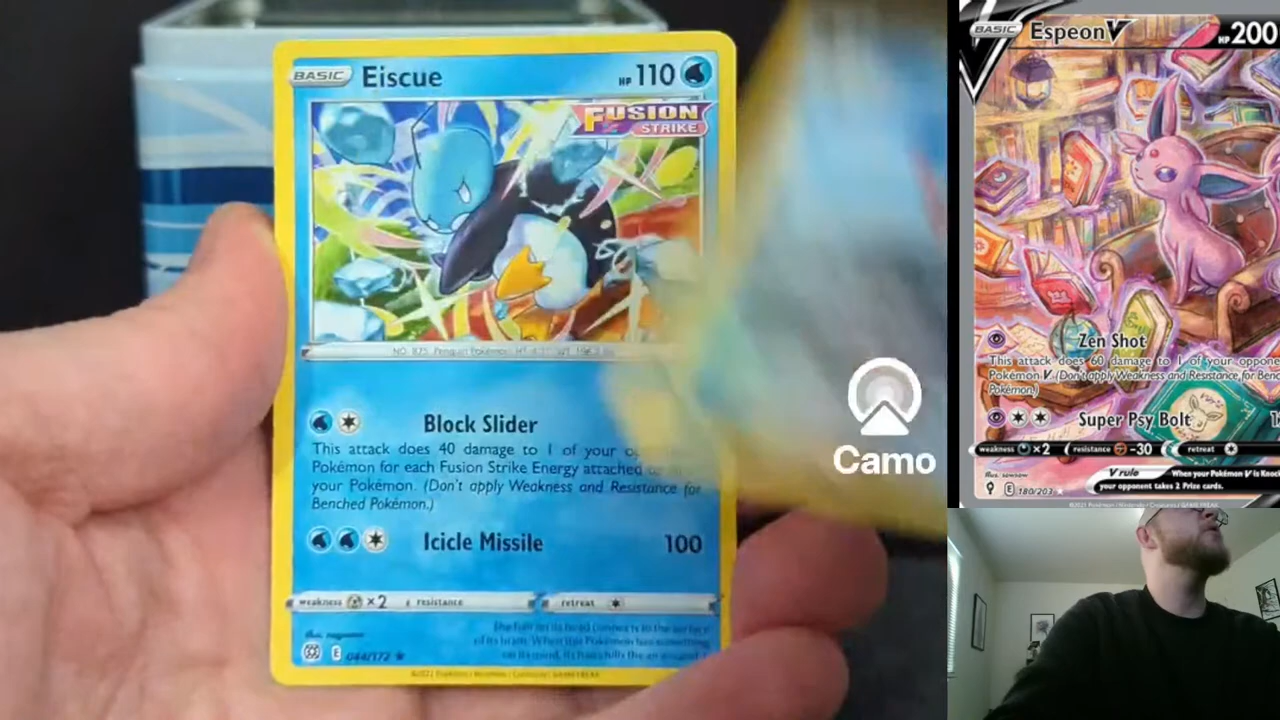 BASIC Eiscue HP 110
FUSION
STRIKE
NO. 875 Penguin Pokémon
Block Slider
This attack does 40 damage to 1 of your
Pokémon for each Fusion Strike Energy attached
your Pokémon. (Don't apply Weakness and Resistance for
Benched Pokémon.)
Icicle Missile 100
weakness ×2 resistance retreat
E 044/172 ★
Camo
BASIC Espeon V HP 200
Zen Shot
This attack does 60 damage to 1 of your
Pokémon V. (Don't apply Weakness and Resistance for
Pokémon.)
Super Psy Bolt
weakness ×2 resistance -30 retreat
V rule When your Pokémon V is
your opponent takes 2 Prize cards.
E 180/203